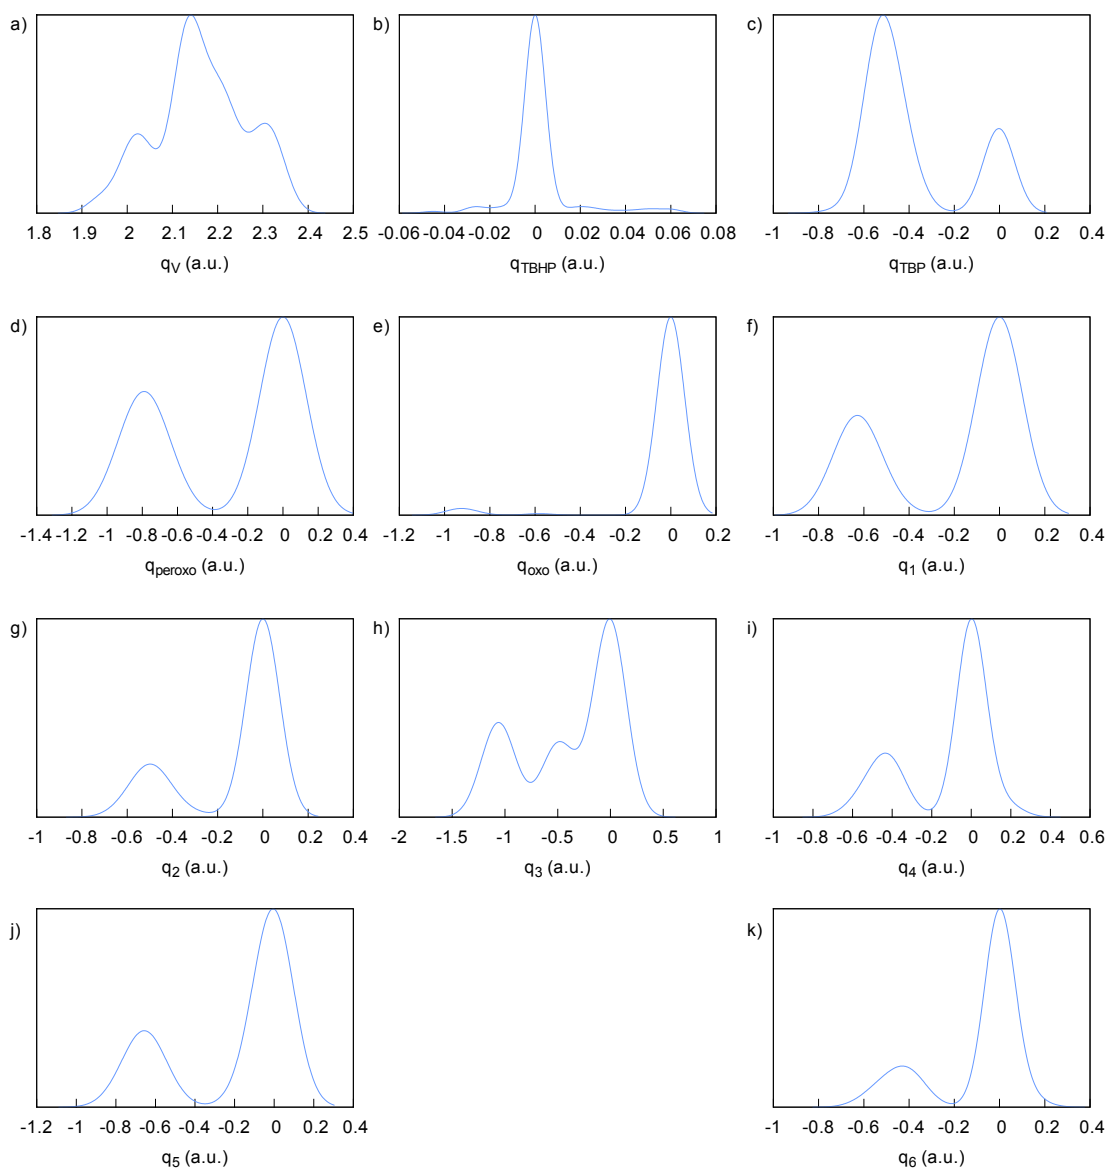 a) b) c)
1.8 1.9 2 2.1 2.2 2.3 2.4 2.5 -0.06 -0.04 -0.02 0 0.02 0.04 0.06 0.08 -1 -0.8 -0.6 -0.4 -0.2 0 0.2 0.4
qV (a.u.) qTBHP (a.u.) qTBP (a.u.)
d) e) f)
-1.4 -1.2 -1 -0.8 -0.6 -0.4 -0.2 0 0.2 0.4 -1.2 -1 -0.8 -0.6 -0.4 -0.2 0 0.2 -1 -0.8 -0.6 -0.4 -0.2 0 0.2 0.4
qperoxo (a.u.) qoxo (a.u.) q1 (a.u.)
g) h) i)
-1 -0.8 -0.6 -0.4 -0.2 0 0.2 0.4 -2 -1.5 -1 -0.5 0 0.5 1 -1 -0.8 -0.6 -0.4 -0.2 0 0.2 0.4 0.6
q2 (a.u.) q3 (a.u.) q4 (a.u.)
j) k)
-1.2 -1 -0.8 -0.6 -0.4 -0.2 0 0.2 0.4 -1 -0.8 -0.6 -0.4 -0.2 0 0.2 0.4
q5 (a.u.) q6 (a.u.)